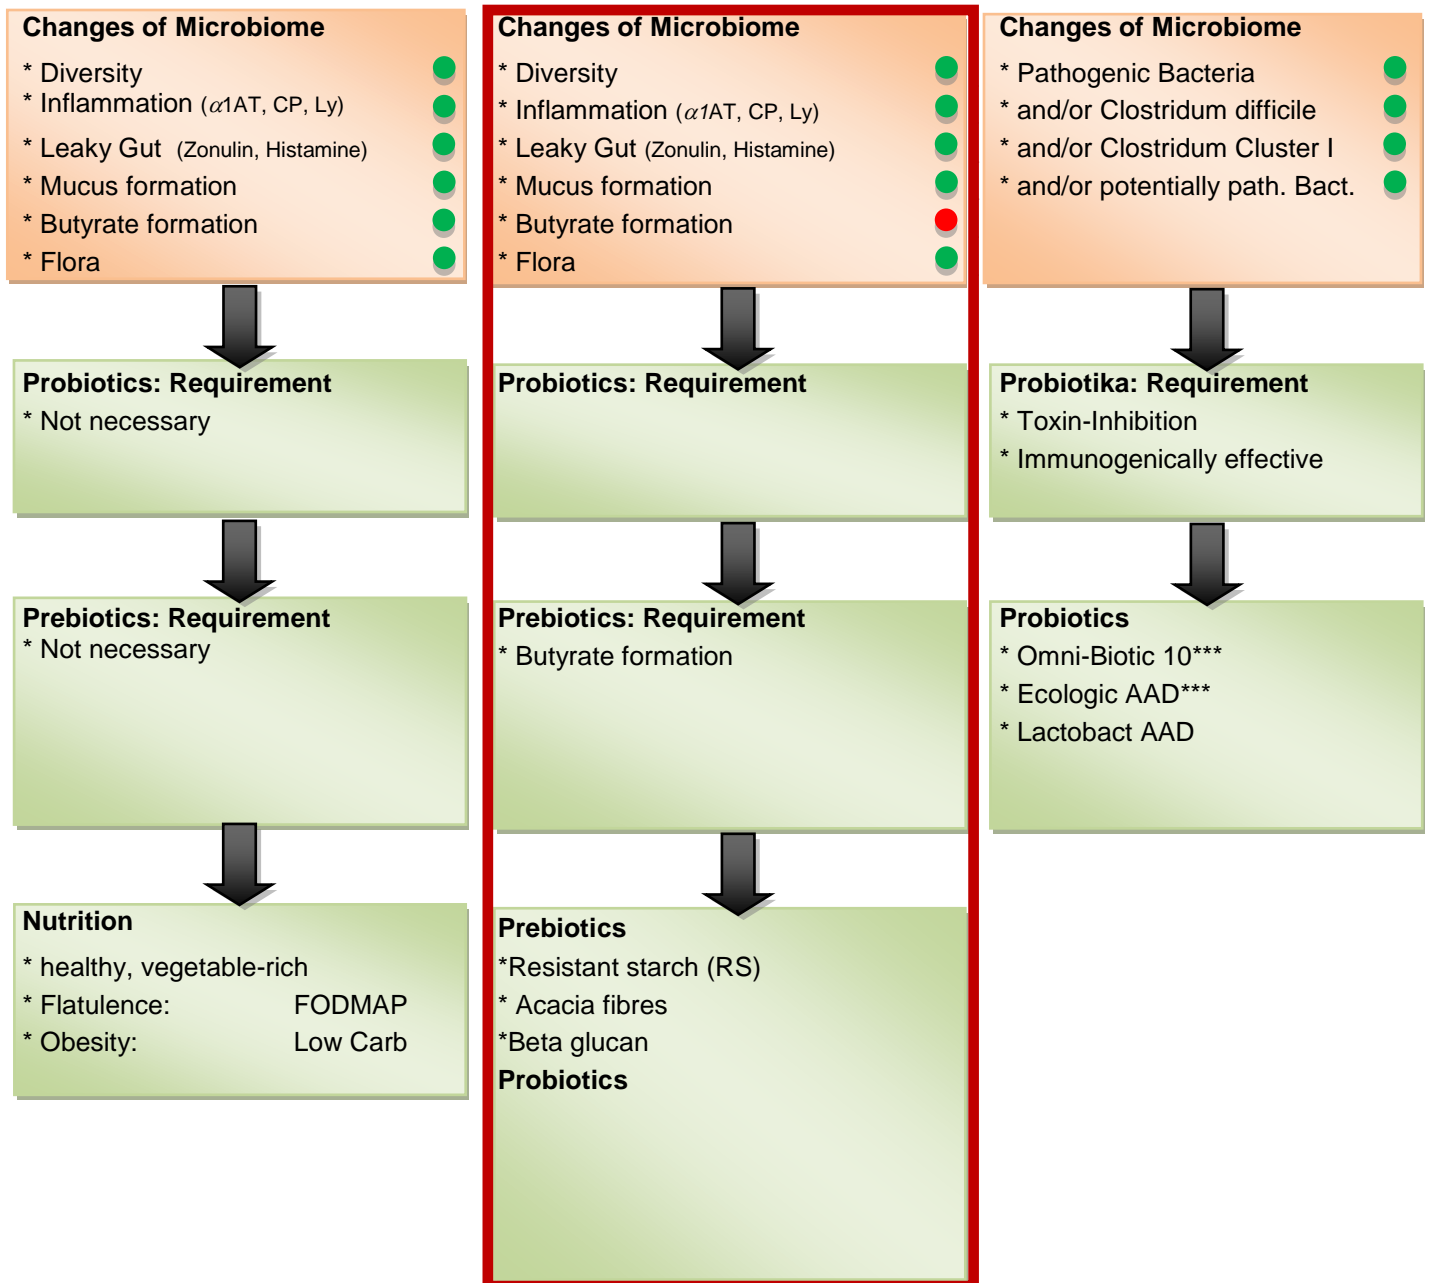 Changes of Microbiome
* Diversity
* Inflammation (α1AT, CP, Ly)
* Leaky Gut (Zonulin, Histamine)
* Mucus formation
* Butyrate formation
* Flora
Probiotics: Requirement
* Not necessary
Prebiotics: Requirement
* Not necessary
Nutrition
* healthy, vegetable-rich
* Flatulence: FODMAP
* Obesity: Low Carb
Changes of Microbiome
* Diversity
* Inflammation (α1AT, CP, Ly)
* Leaky Gut (Zonulin, Histamine)
* Mucus formation
* Butyrate formation
* Flora
Probiotics: Requirement
Prebiotics: Requirement
* Butyrate formation
Prebiotics
*Resistant starch (RS)
* Acacia fibres
*Beta glucan
Probiotics
Changes of Microbiome
* Pathogenic Bacteria
* and/or Clostridum difficile
* and/or Clostridum Cluster I
* and/or potentially path. Bact.
Probiotika: Requirement
* Toxin-Inhibition
* Immunogenically effective
Probiotics
* Omni-Biotic 10***
* Ecologic AAD***
* Lactobact AAD